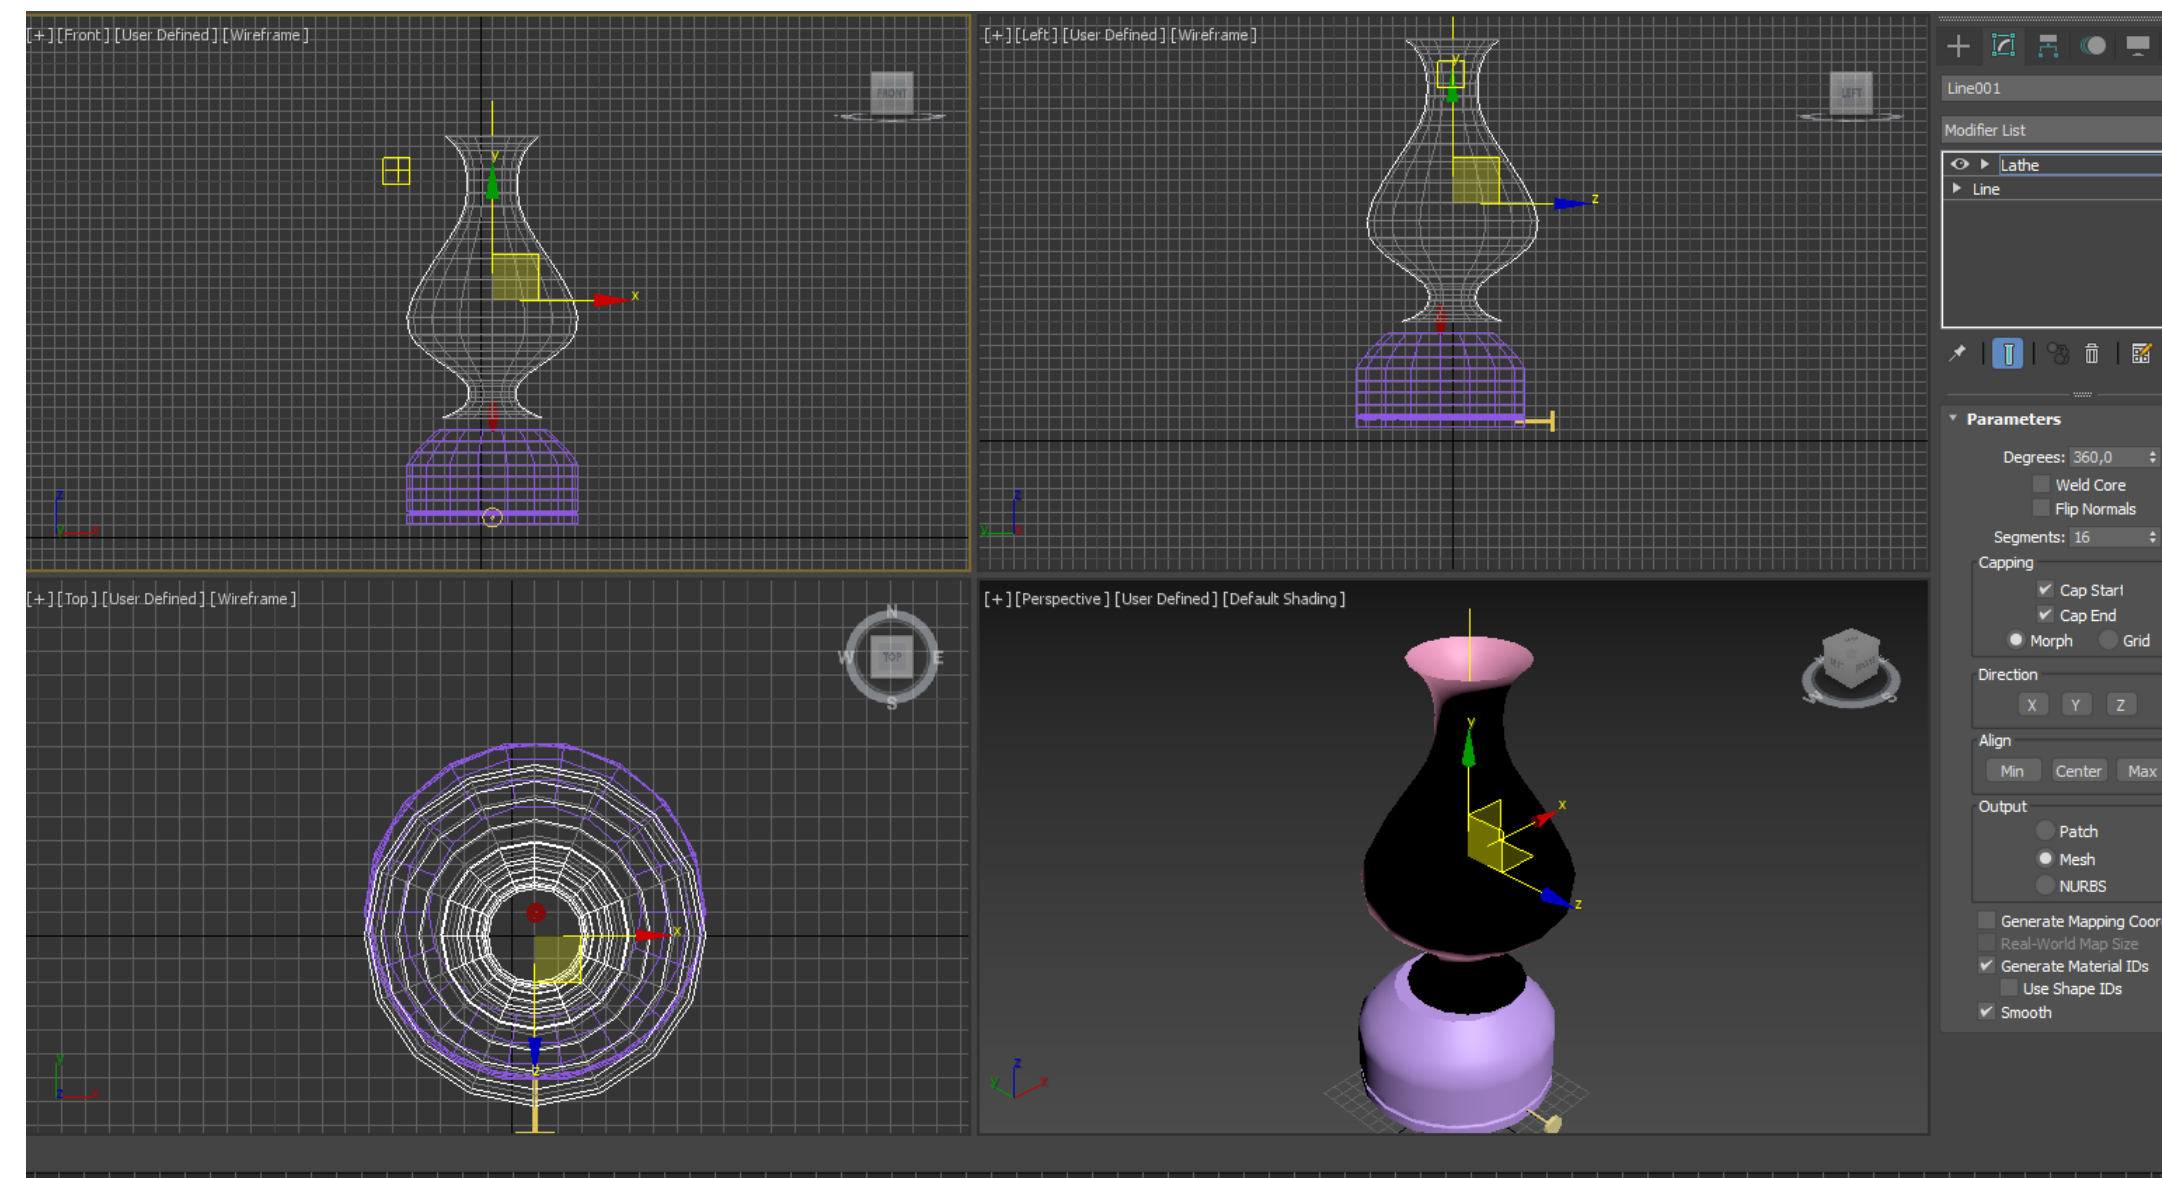 [+][Front][User Defined][Wireframe]
FRONT
y
x
z
y
x
[+][Left][User Defined][Wireframe]
LEFT
y
z
z
y
x
Line001
Modifier List
Lathe
Line
Parameters
Degrees: 360,0
Weld Core
Flip Normals
Segments: 16
Capping
Cap Start
Cap End
Morph Grid
Direction
X Y Z
Align
Min Center Max
Output
Patch
Mesh
NURBS
Generate Mapping Coor
Real-World Map Size
Generate Material IDs
Use Shape IDs
Smooth
[+][Top][User Defined][Wireframe]
N
W TOP E
S
x
z
y
z
x
[+][Perspective][User Defined][Default Shading]
y
x
z
z
y
x